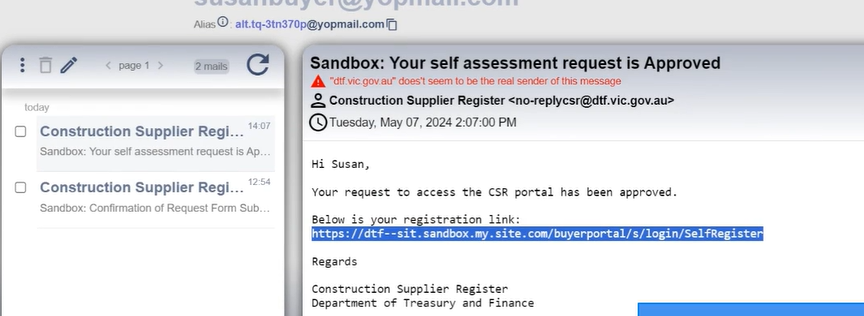 susanbuyer@yopmail.com
Alias : alt.tq-3tn370p@yopmail.com
page 1
2 mails
today
Construction Supplier Regi... 14:07
Sandbox: Your self assessment request is Ap...
Construction Supplier Regi... 12:54
Sandbox: Confirmation of Request Form Sub...
Sandbox: Your self assessment request is Approved
"dtf.vic.gov.au" does't seem to be the real sender of this message
Construction Supplier Register <no-replycsr@dtf.vic.gov.au>
Tuesday, May 07, 2024 2:07:00 PM
Hi Susan,
Your request to access the CSR portal has been approved.
Below is your registration link:
https://dtf--sit.sandbox.my.site.com/buyerportal/s/login/SelfRegister
Regards
Construction Supplier Register
Department of Treasury and Finance